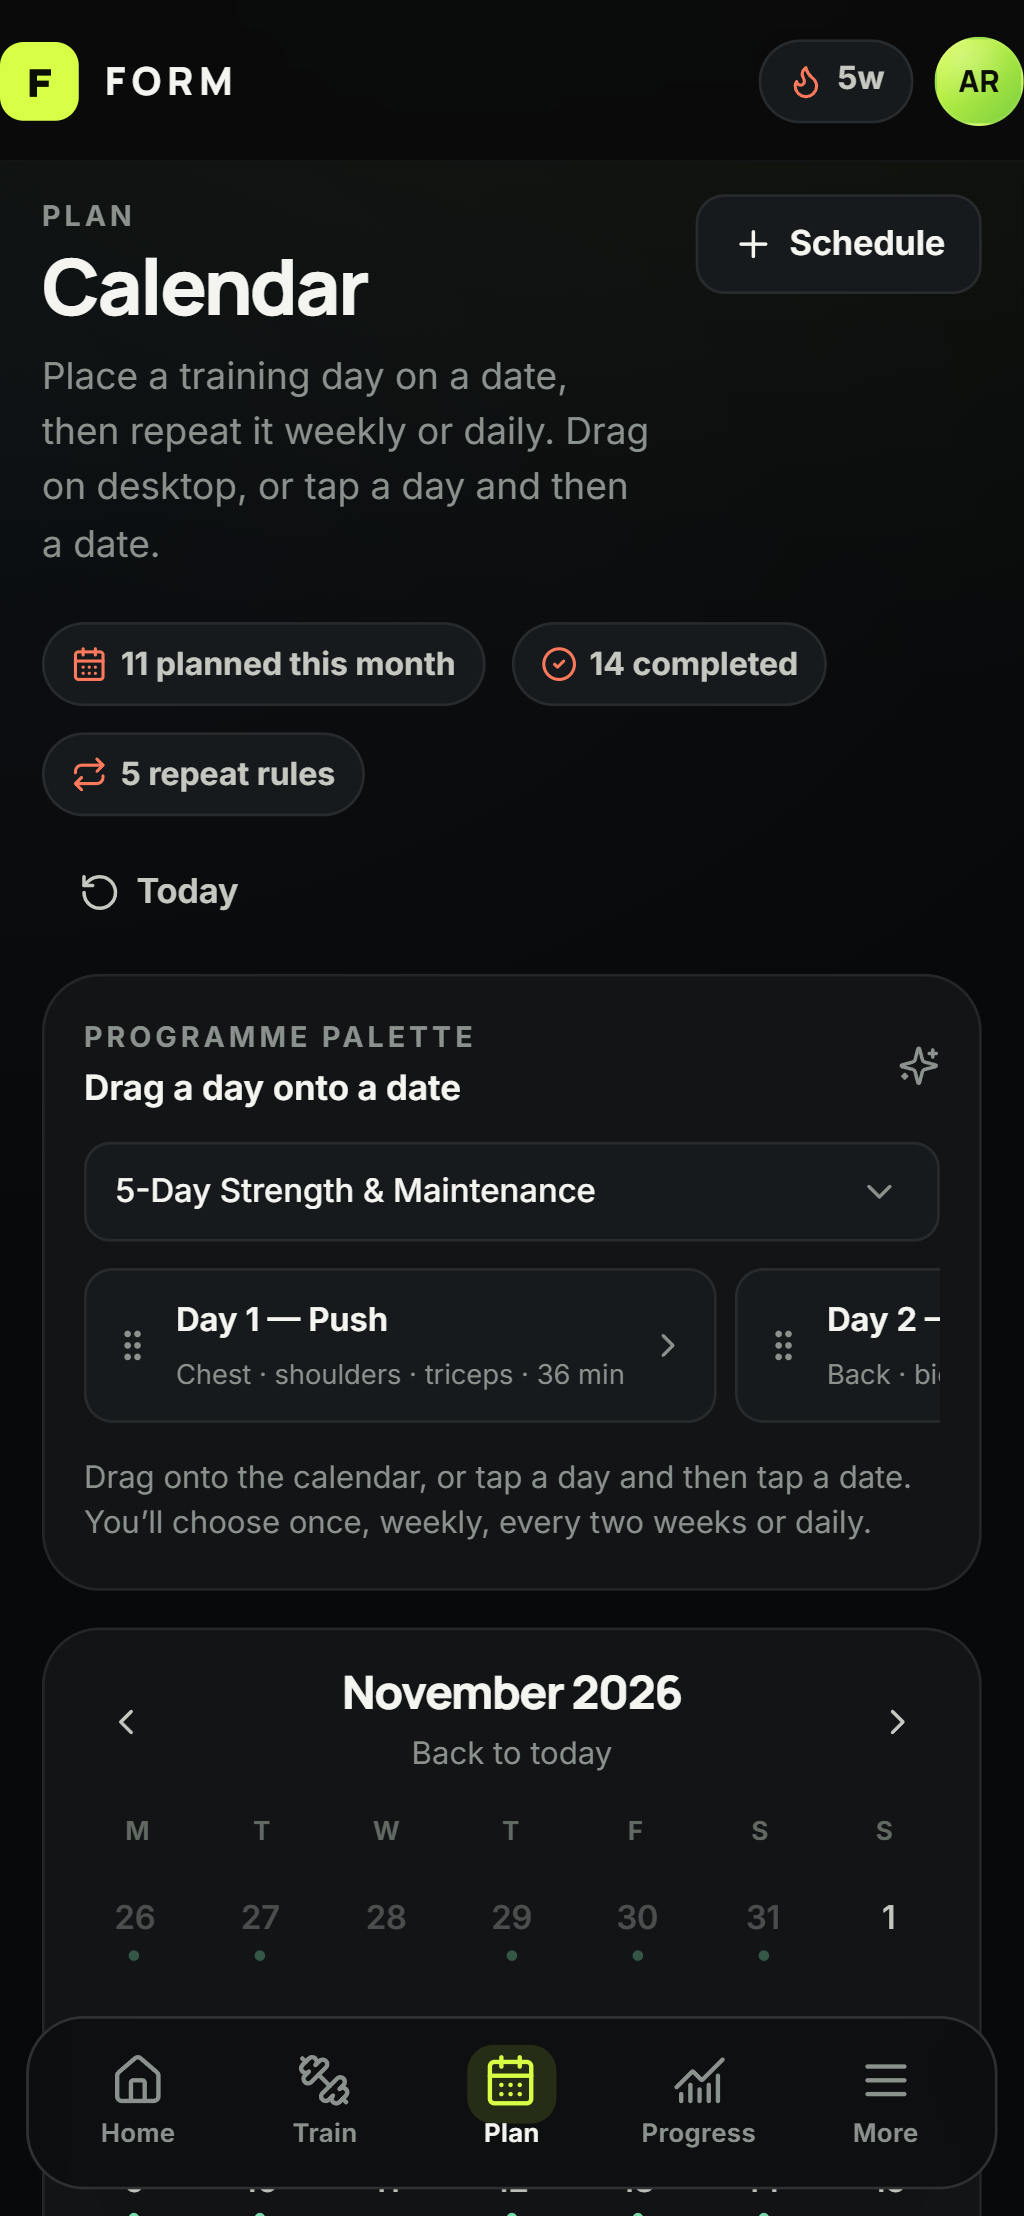 F FORM 5w AR
PLAN
Calendar
+ Schedule
Place a training day on a date,
then repeat it weekly or daily. Drag
on desktop, or tap a day and then
a date.
11 planned this month
14 completed
5 repeat rules
Today
PROGRAMME PALETTE
Drag a day onto a date
5-Day Strength & Maintenance
Day 1 — Push
Chest · shoulders · triceps · 36 min
Day 2 –
Back ·
Drag onto the calendar, or tap a day and then tap a date.
You’ll choose once, weekly, every two weeks or daily.
November 2026
Back to today
M T W T F S S
26 27 28 29 30 31 1
Home Train Plan Progress More